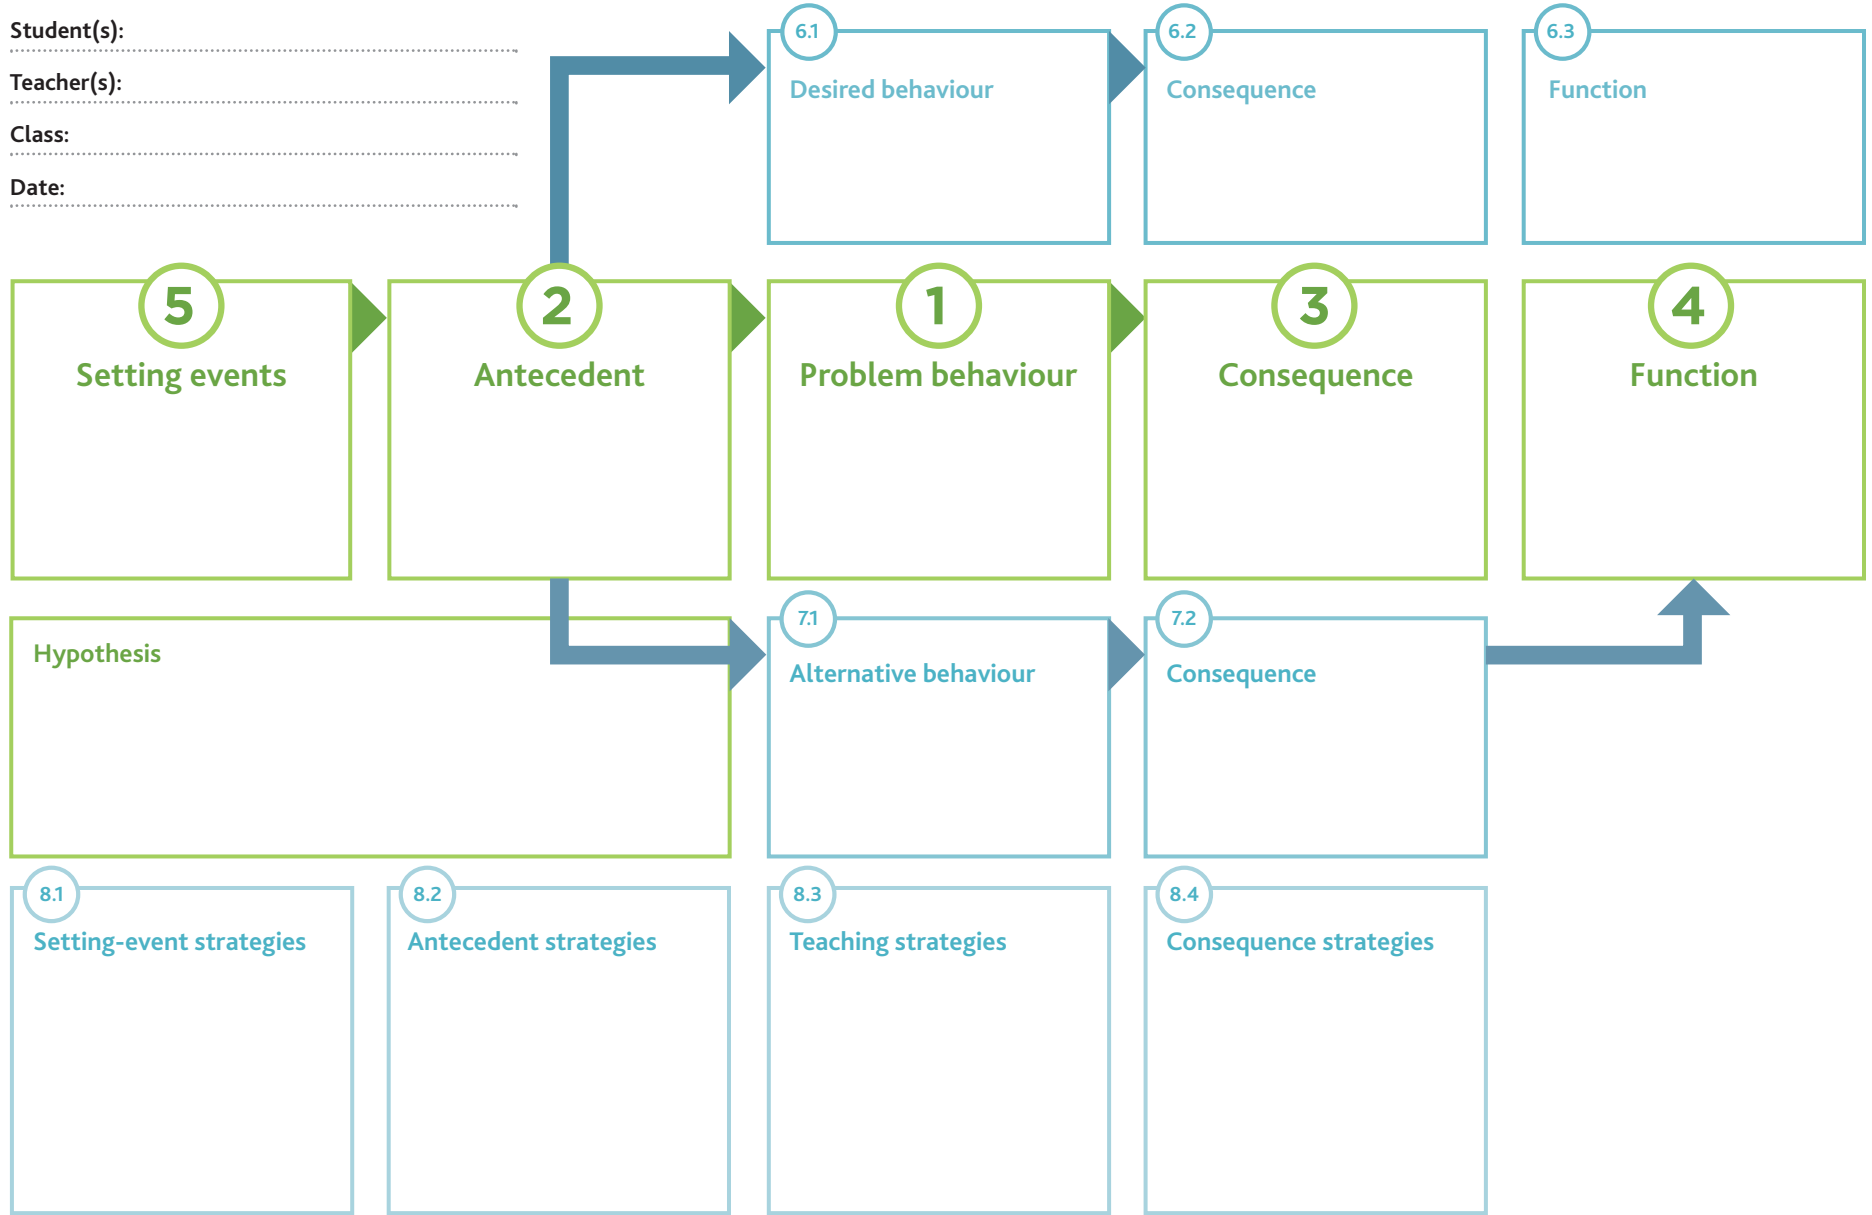 Student(s):
Teacher(s):
Class:
Date:
6.1
Desired behaviour
6.2
Consequence
6.3
Function
5
Setting events
2
Antecedent
1
Problem behaviour
3
Consequence
4
Function
Hypothesis
7.1
Alternative behaviour
7.2
Consequence
8.1
Setting-event strategies
8.2
Antecedent strategies
8.3
Teaching strategies
8.4
Consequence strategies